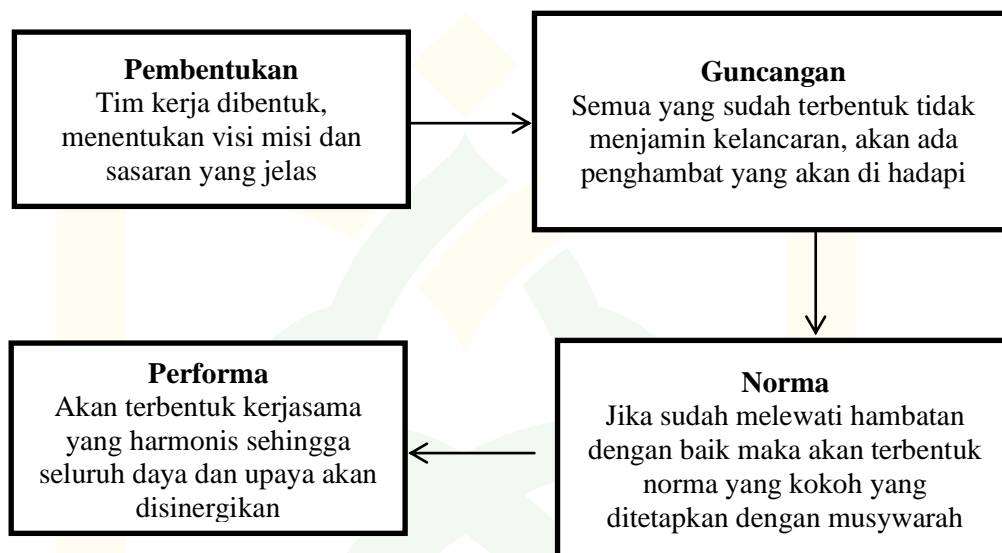 Pembentukan
Tim kerja dibentuk,
menentukan visi misi dan
sasaran yang jelas
Guncangan
Semua yang sudah terbentuk tidak
menjamin kelancaran, akan ada
penghambat yang akan di hadapi
Norma
Jika sudah melewati hambatan
dengan baik maka akan terbentuk
norma yang kokoh yang
ditetapkan dengan musywarah
Performa
Akan terbentuk kerjasama
yang harmonis sehingga
seluruh daya dan upaya akan
disinergikan